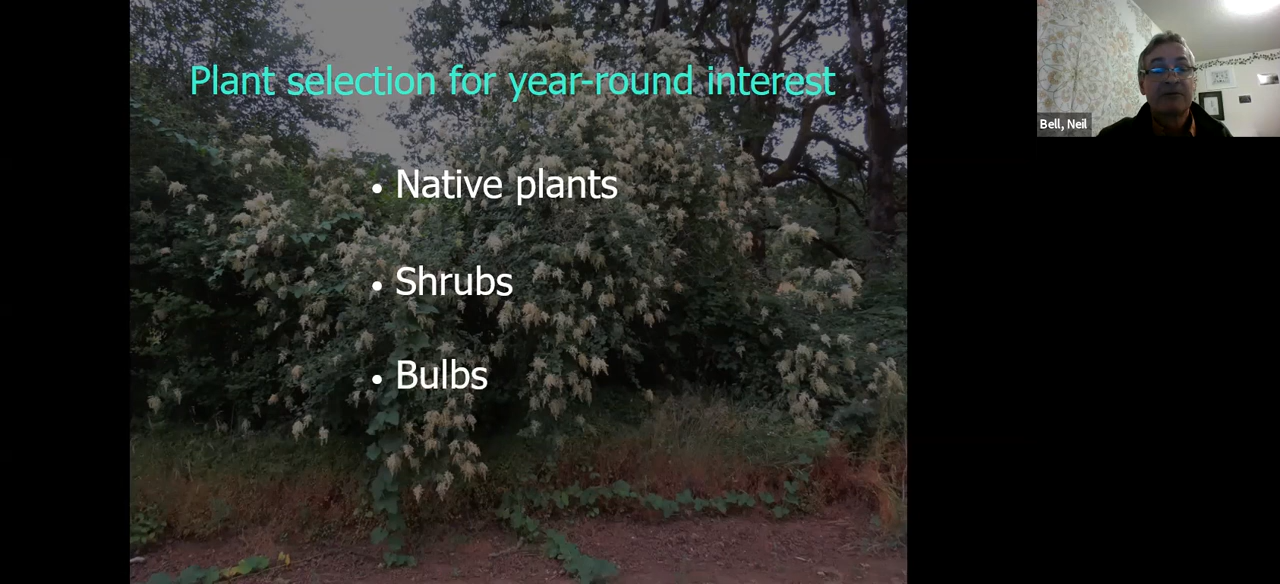 Plant selection for year-round interest
• Native plants
• Shrubs
• Bulbs
Bell, Neil